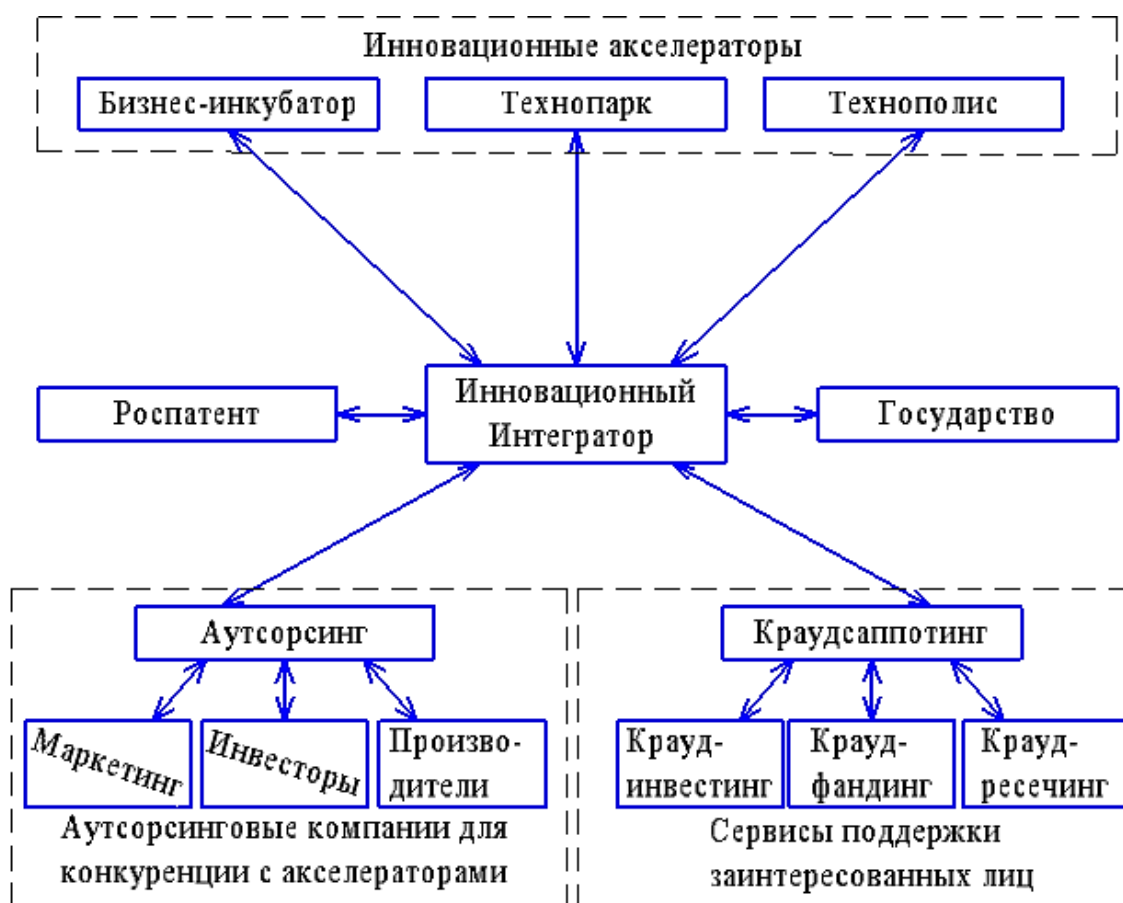 Инновационные акселераторы
Бизнес-инкубатор
Технопарк
Технополис
Роспатент
Инновационный
Интегратор
Государство
Аутсорсинг
Маркетинг
Инвесторы
Произво-
дители
Аутсорсинговые компании для
конкуренции с акселераторами
Краудсаппотинг
Крауд-
инвестинг
Крауд-
фандинг
Крауд-
ресечинг
Сервисы поддержки
заинтересованных лиц